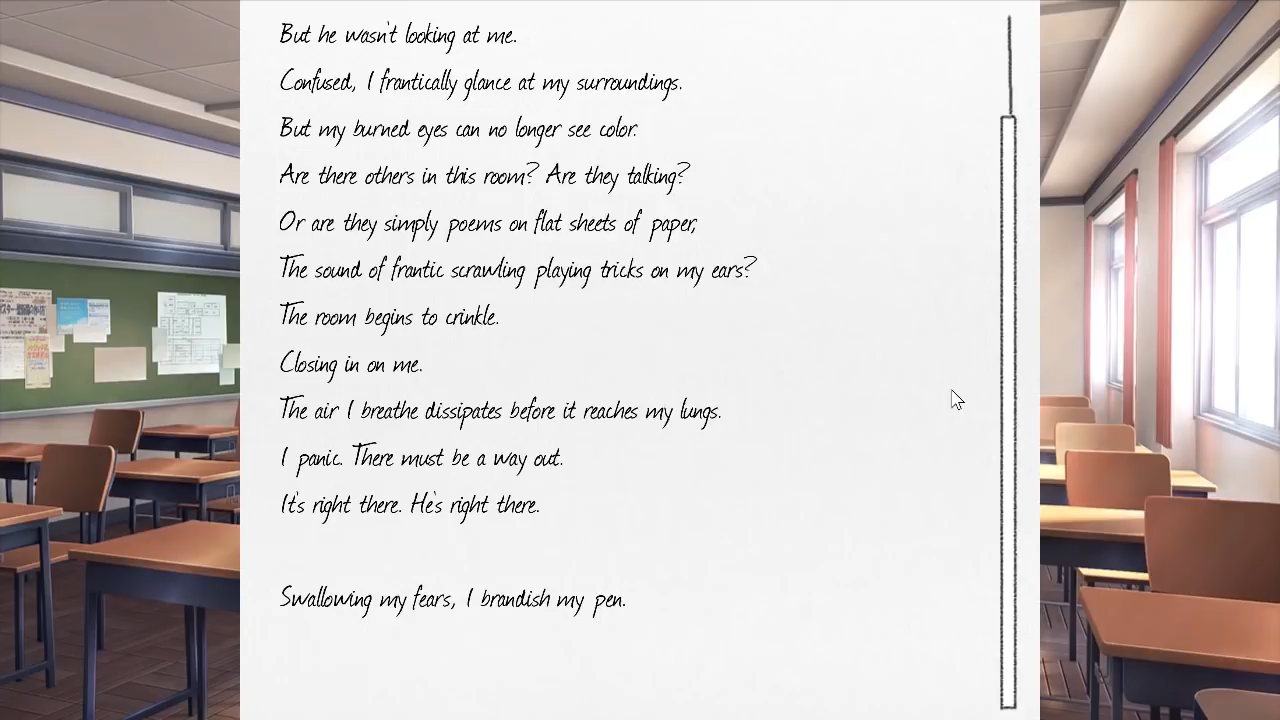 But he wasn't looking at me.
Confused, I frantically glance at my surroundings.
But my burned eyes can no longer see color.
Are there others in this room? Are they talking?
Or are they simply poems on flat sheets of paper,
The sound of frantic scrawling playing tricks on my ears?
The room begins to crinkle.
Closing in on me.
The air I breathe dissipates before it reaches my lungs.
I panic. There must be a way out.
It's right there. He's right there.
Swallowing my fears, I brandish my pen.